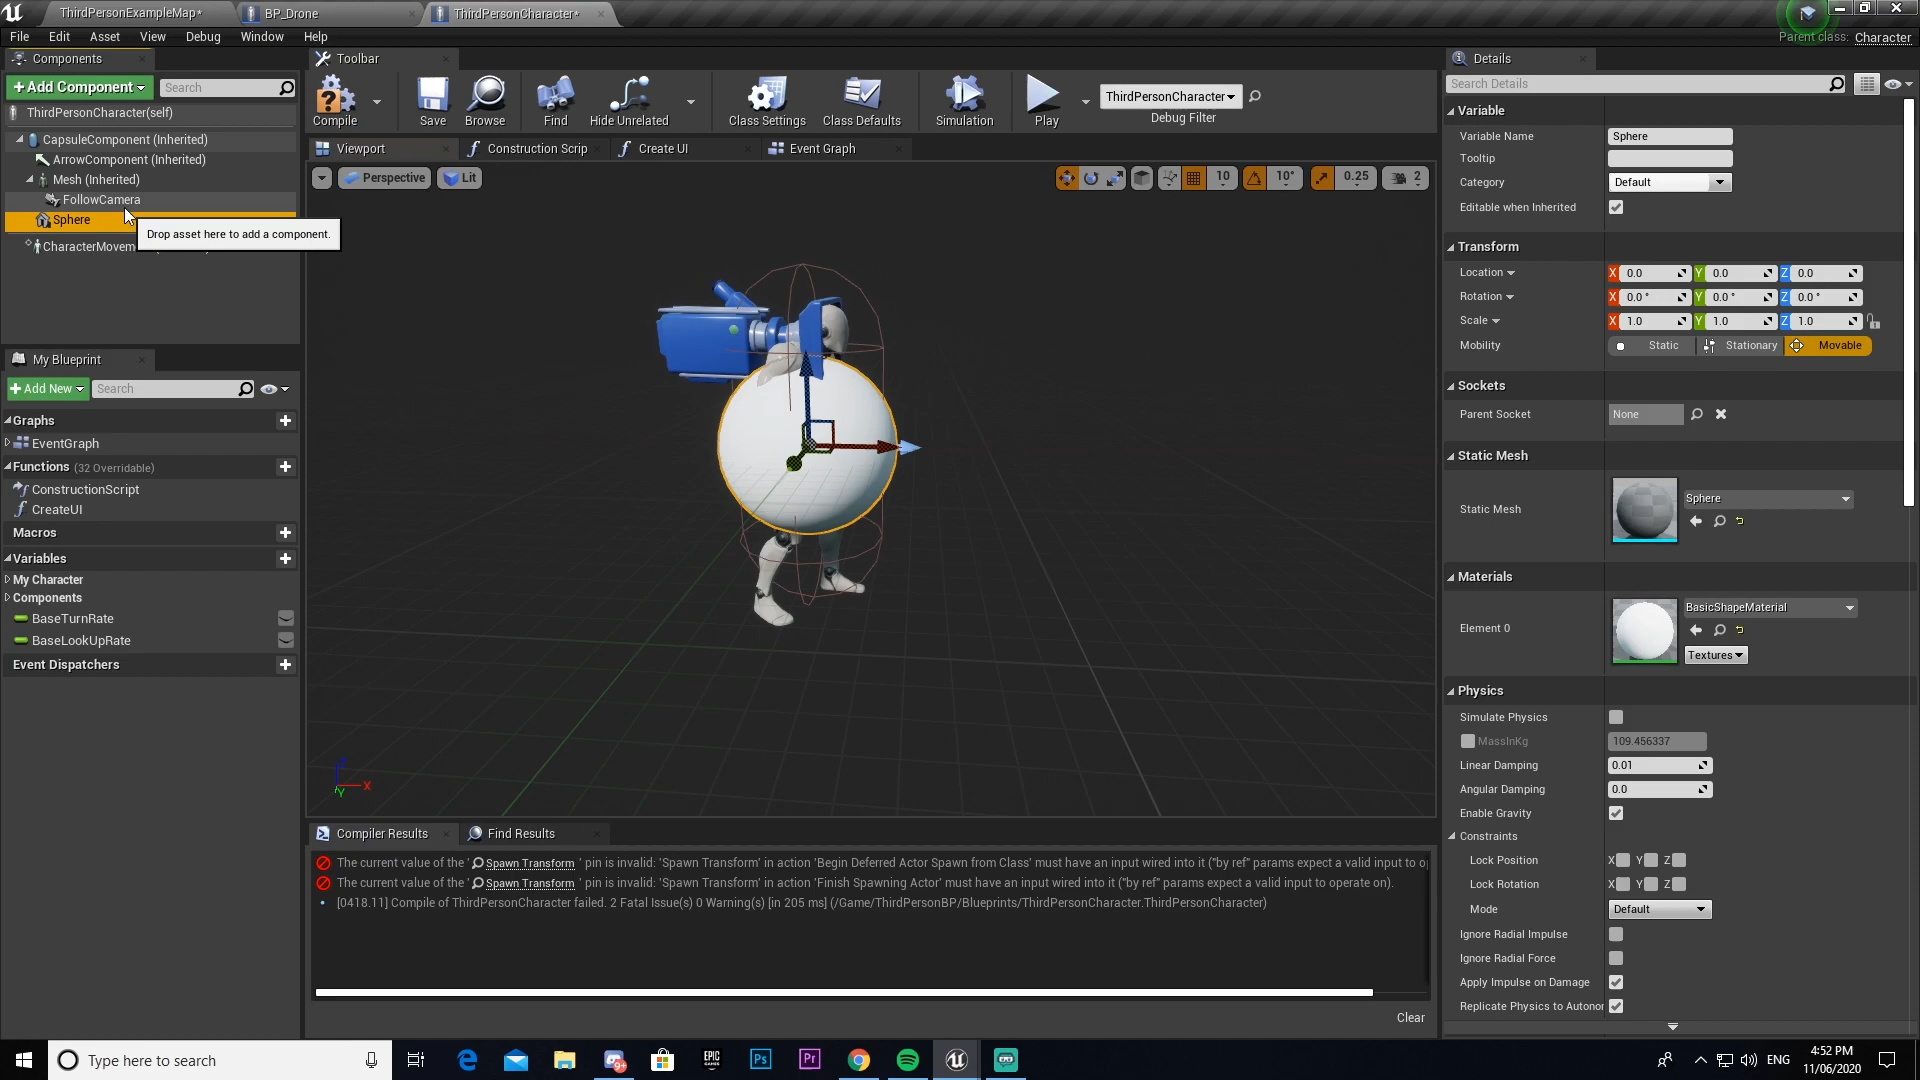 ThirdPersonExampleMap*
BP_Drone
ThirdPersonCharacter*
File Edit Asset View Debug Window Help
Parent class: Character
Components
+Add Component
Search
ThirdPersonCharacter(self)
CapsuleComponent (Inherited)
ArrowComponent (Inherited)
Mesh (Inherited)
FollowCamera
Sphere
Drop asset here to add a component.
CharacterMovem
My Blueprint
+Add New
Search
Graphs
EventGraph
Functions (32 Overridable)
ConstructionScript
CreateUI
Macros
Variables
My Character
Components
BaseTurnRate
BaseLookUpRate
Event Dispatchers
Toolbar
Compile
Save
Browse
Find
Hide Unrelated
Class Settings
Class Defaults
Simulation
Play
ThirdPersonCharacter
Debug Filter
Viewport
Construction Scrip
Create UI
Event Graph
Perspective
Lit
10
10°
0.25
2
Z
X
Y
Compiler Results
Find Results
The current value of the ' Spawn Transform ' pin is invalid: 'Spawn Transform' in action 'Begin Deferred Actor Spawn from Class' must have an input wired into it ("by ref" params expect a valid input to o
The current value of the ' Spawn Transform ' pin is invalid: 'Spawn Transform' in action 'Finish Spawning Actor' must have an input wired into it ("by ref" params expect a valid input to operate on).
[0418.11] Compile of ThirdPersonCharacter failed. 2 Fatal Issue(s) 0 Warning(s) [in 205 ms] (/Game/ThirdPersonBP/Blueprints/ThirdPersonCharacter.ThirdPersonCharacter)
Clear
Details
Search Details
Variable
Variable Name Sphere
Tooltip
Category Default
Editable when Inherited
Transform
Location X 0.0 Y 0.0 Z 0.0
Rotation X 0.0 ° Y 0.0 ° Z 0.0 °
Scale X 1.0 Y 1.0 Z 1.0
Mobility Static Stationary Movable
Sockets
Parent Socket None
Static Mesh
Static Mesh Sphere
Materials
Element 0 BasicShapeMaterial
Textures
Physics
Simulate Physics
MassInKg 109.456337
Linear Damping 0.01
Angular Damping 0.0
Enable Gravity
Constraints
Lock Position X Y Z
Lock Rotation X Y Z
Mode Default
Ignore Radial Impulse
Ignore Radial Force
Apply Impulse on Damage
Replicate Physics to Autonor
Type here to search
EPIC GAMES
Ps
Pr
ENG
4:52 PM
11/06/2020